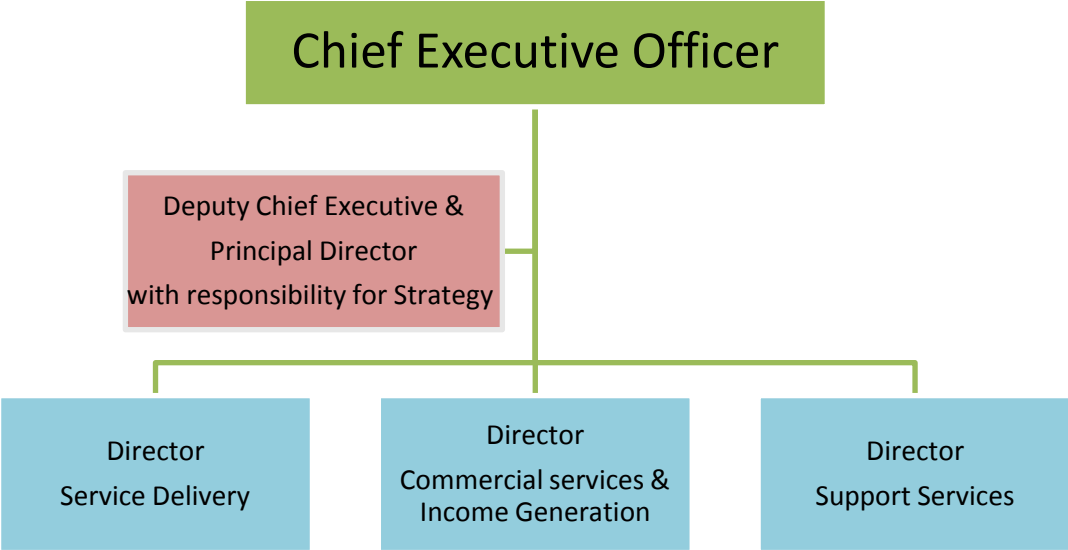 Chief Executive Officer
Deputy Chief Executive &
Principal Director
with responsibility for Strategy
Director
Service Delivery
Director
Commercial services &
Income Generation
Director
Support Services